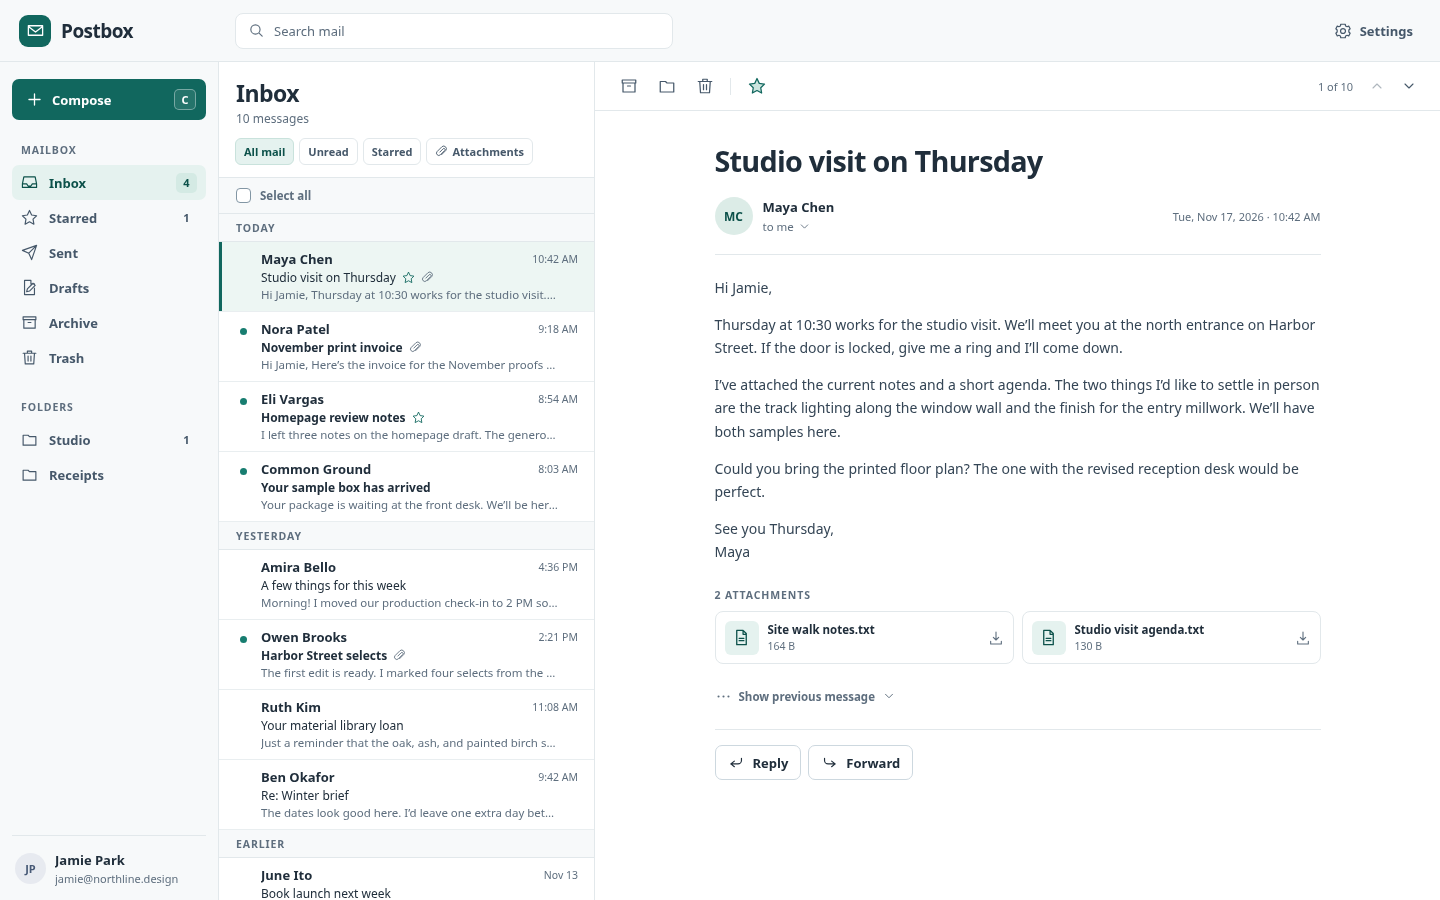 Postbox
Search mail
Settings
Compose
C
MAILBOX
Inbox
4
Starred
1
Sent
Drafts
Archive
Trash
FOLDERS
Studio
1
Receipts
Jamie Park
JP
jamie@northline.design
Inbox
10 messages
All mail
Unread
Starred
Attachments
Select all
TODAY
Maya Chen
10:42 AM
Studio visit on Thursday
Hi Jamie, Thursday at 10:30 works for the studio visit....
Nora Patel
9:18 AM
November print invoice
Hi Jamie, Here's the invoice for the November proofs ...
Eli Vargas
8:54 AM
Homepage review notes
I left three notes on the homepage draft. The genero...
Common Ground
8:03 AM
Your sample box has arrived
Your package is waiting at the front desk. We'll be her...
YESTERDAY
Amira Bello
4:36 PM
A few things for this week
Morning! I moved our production check-in to 2 PM so...
Owen Brooks
2:21 PM
Harbor Street selects
The first edit is ready. I marked four selects from the ...
Ruth Kim
11:08 AM
Your material library loan
Just a reminder that the oak, ash, and painted birch s...
Ben Okafor
9:42 AM
Re: Winter brief
The dates look good here. I'd leave one extra day bet...
EARLIER
June Ito
Nov 13
Book launch next week
1 of 10
Studio visit on Thursday
MC
Maya Chen
to me
Tue, Nov 17, 2026 · 10:42 AM
Hi Jamie,
Thursday at 10:30 works for the studio visit. We'll meet you at the north entrance on Harbor
Street. If the door is locked, give me a ring and I'll come down.
I've attached the current notes and a short agenda. The two things I'd like to settle in person
are the track lighting along the window wall and the finish for the entry millwork. We'll have
both samples here.
Could you bring the printed floor plan? The one with the revised reception desk would be
perfect.
See you Thursday,
Maya
2 ATTACHMENTS
Site walk notes.txt
164 B
Studio visit agenda.txt
130 B
Show previous message
Reply
Forward